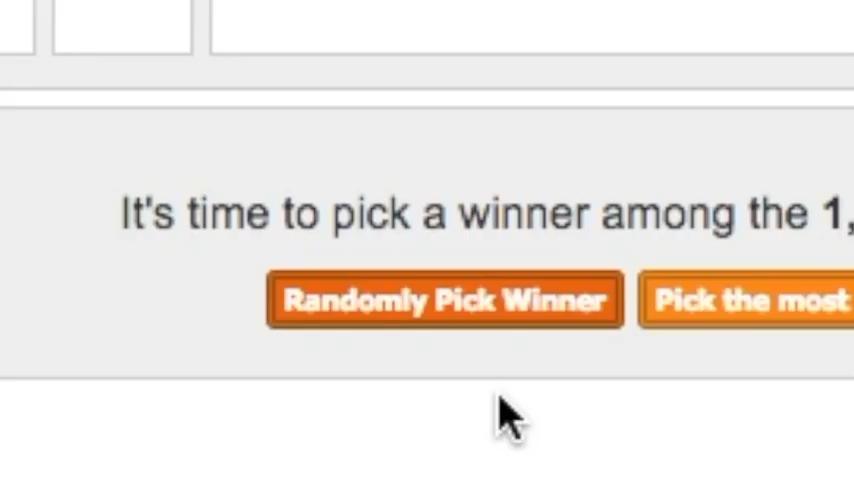 It's time to pick a winner among the 1,
Randomly Pick Winner
Pick the most